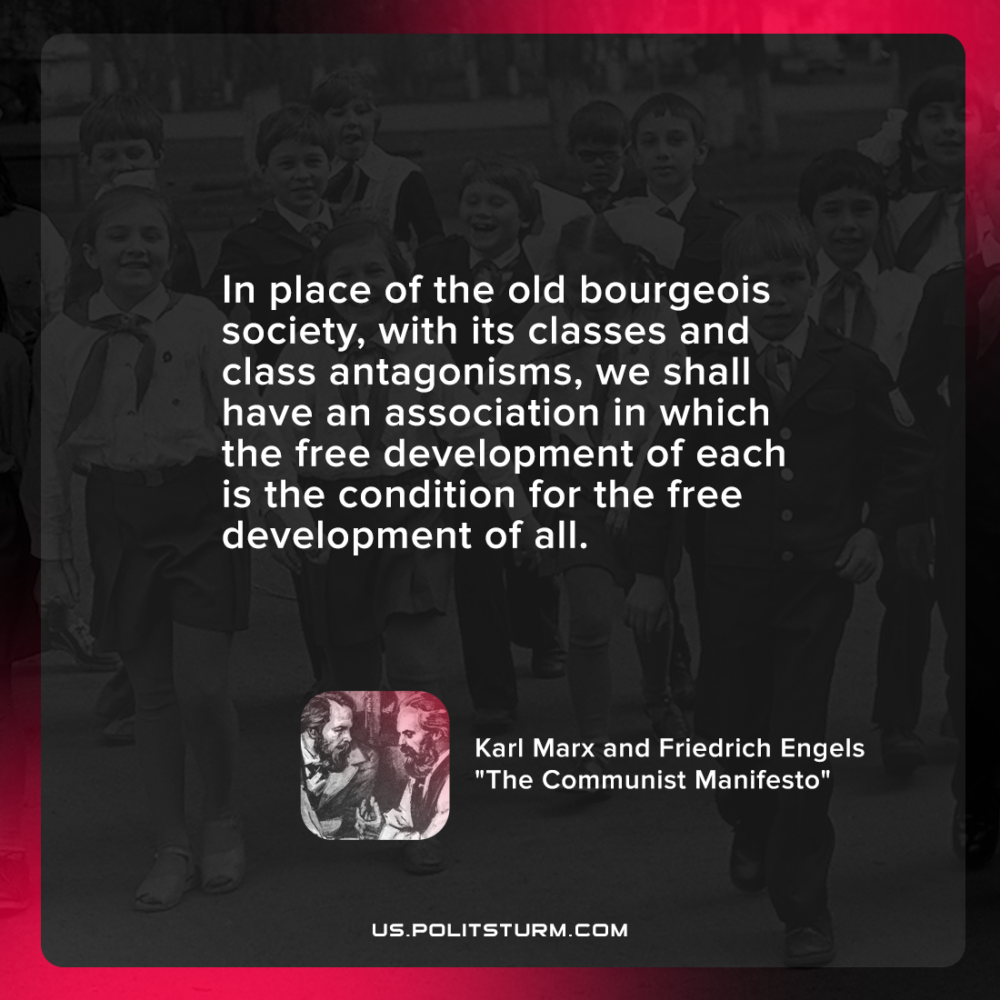 In place of the old bourgeois
society, with its classes and
class antagonisms, we shall
have an association in which
the free development of each
is the condition for the free
development of all.
Karl Marx and Friedrich Engels
"The Communist Manifesto"
US.POLITSTURM.COM